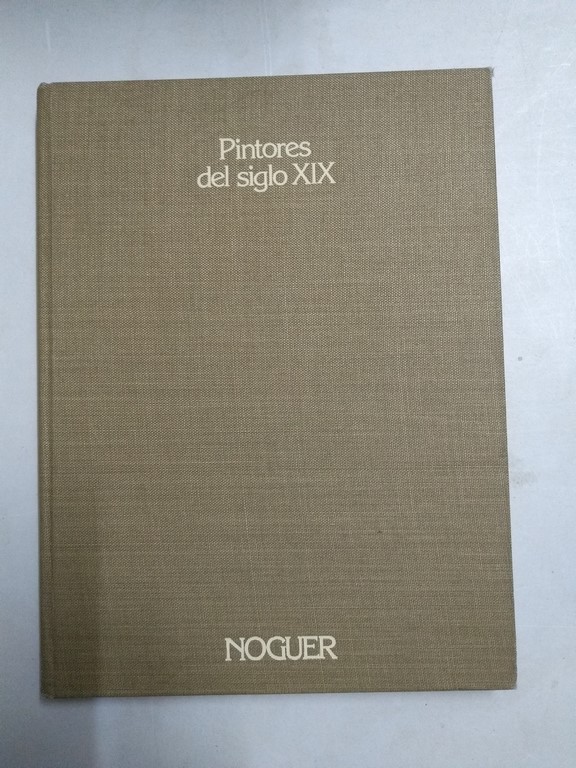 Pintores
del siglo XIX
NOGUER